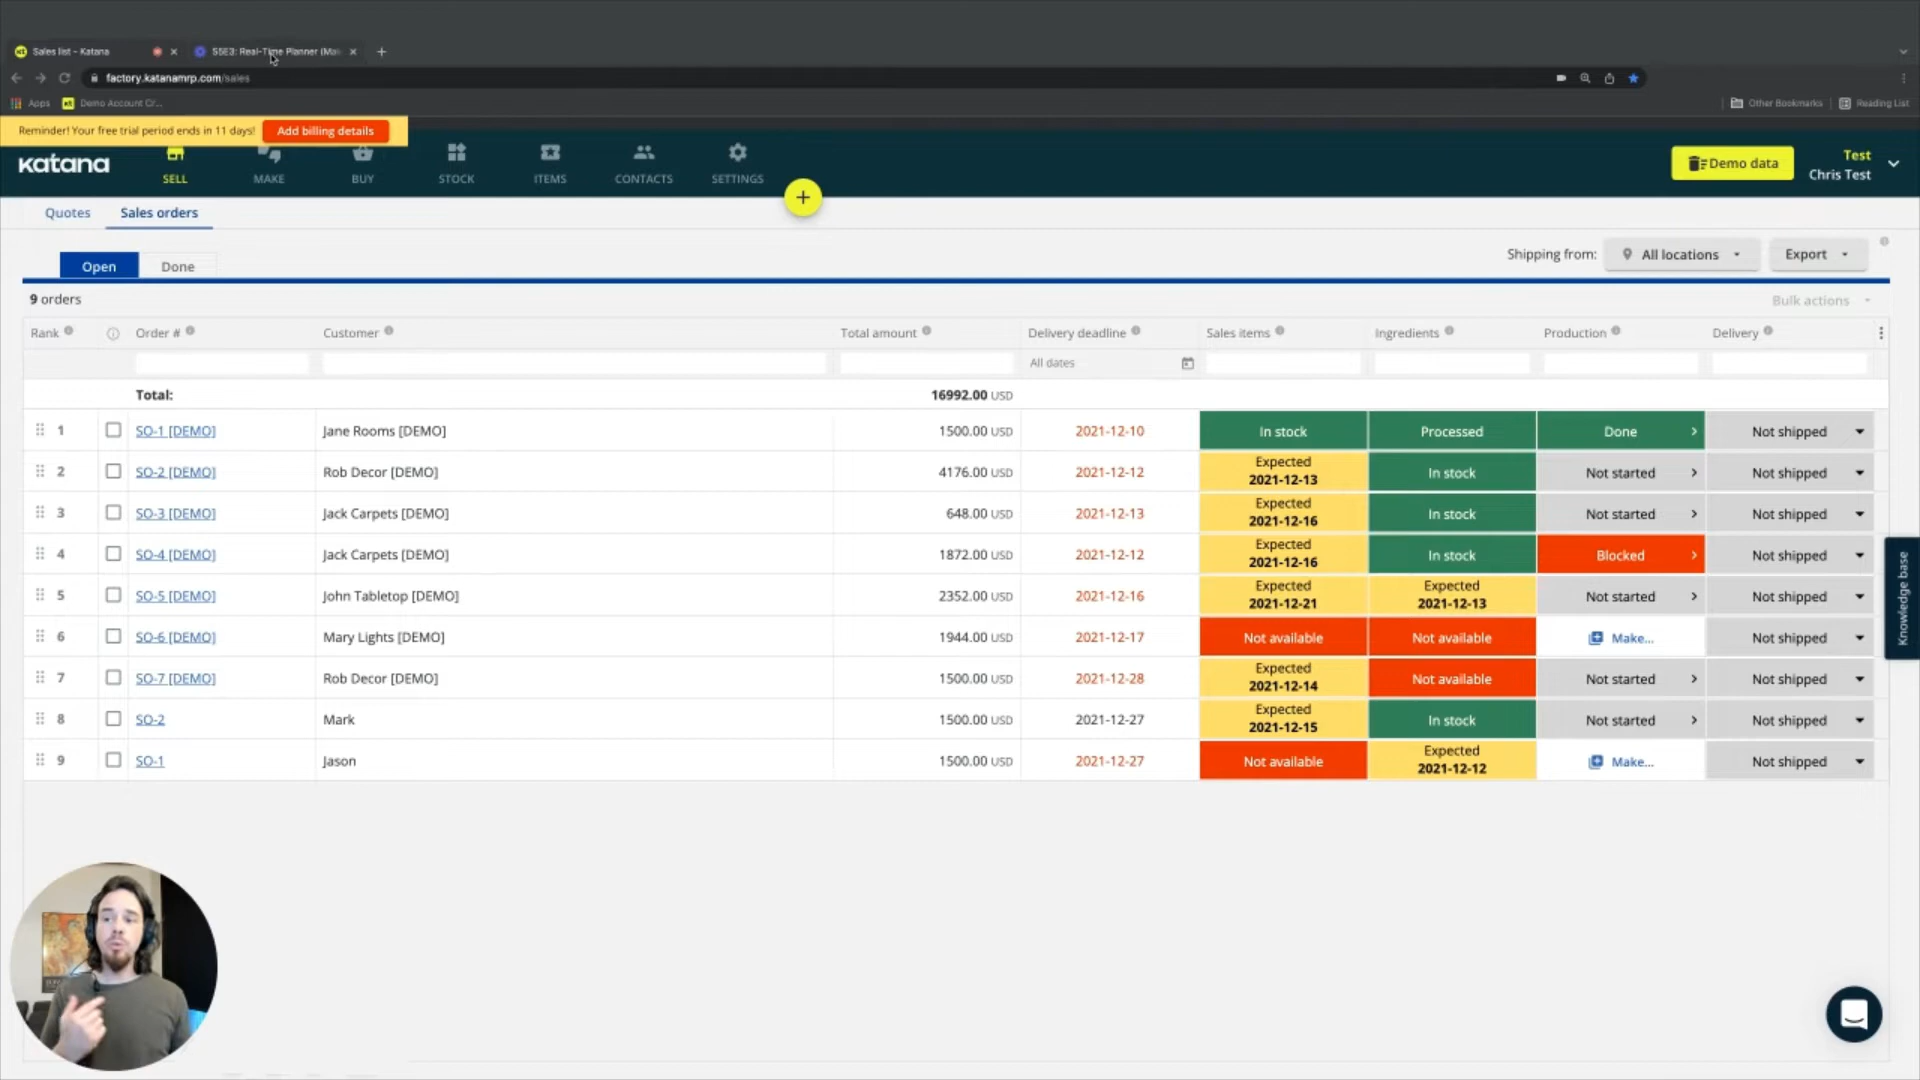 Sales list – Katana
S5E3: Real-Time Planner (Ma
factory.katanamrp.com/sales
Apps
Demo Account Cr...
Other Bookmarks
Reading List
Reminder! Your free trial period ends in 11 days!
Add billing details
katana
SELL
MAKE
BUY
STOCK
ITEMS
CONTACTS
SETTINGS
+
Demo data
Test
Chris Test
Quotes
Sales orders
Open
Done
Shipping from:
All locations
Export
9 orders
Bulk actions
Rank Order # Customer Total amount Delivery deadline Sales items Ingredients Production Delivery
All dates
Total: 16992.00 USD
1 SO-1 [DEMO] Jane Rooms [DEMO] 1500.00 USD 2021-12-10 In stock Processed Done Not shipped
2 SO-2 [DEMO] Rob Decor [DEMO] 4176.00 USD 2021-12-12 Expected 2021-12-13 In stock Not started Not shipped
3 SO-3 [DEMO] Jack Carpets [DEMO] 648.00 USD 2021-12-13 Expected 2021-12-16 In stock Not started Not shipped
4 SO-4 [DEMO] Jack Carpets [DEMO] 1872.00 USD 2021-12-12 Expected 2021-12-16 In stock Blocked Not shipped
5 SO-5 [DEMO] John Tabletop [DEMO] 2352.00 USD 2021-12-16 Expected 2021-12-21 Expected 2021-12-13 Not started Not shipped
6 SO-6 [DEMO] Mary Lights [DEMO] 1944.00 USD 2021-12-17 Not available Not available Make... Not shipped
7 SO-7 [DEMO] Rob Decor [DEMO] 1500.00 USD 2021-12-28 Expected 2021-12-14 Not available Not started Not shipped
8 SO-2 Mark 1500.00 USD 2021-12-27 Expected 2021-12-15 In stock Not started Not shipped
9 SO-1 Jason 1500.00 USD 2021-12-27 Not available Expected 2021-12-12 Make... Not shipped
Knowledge base